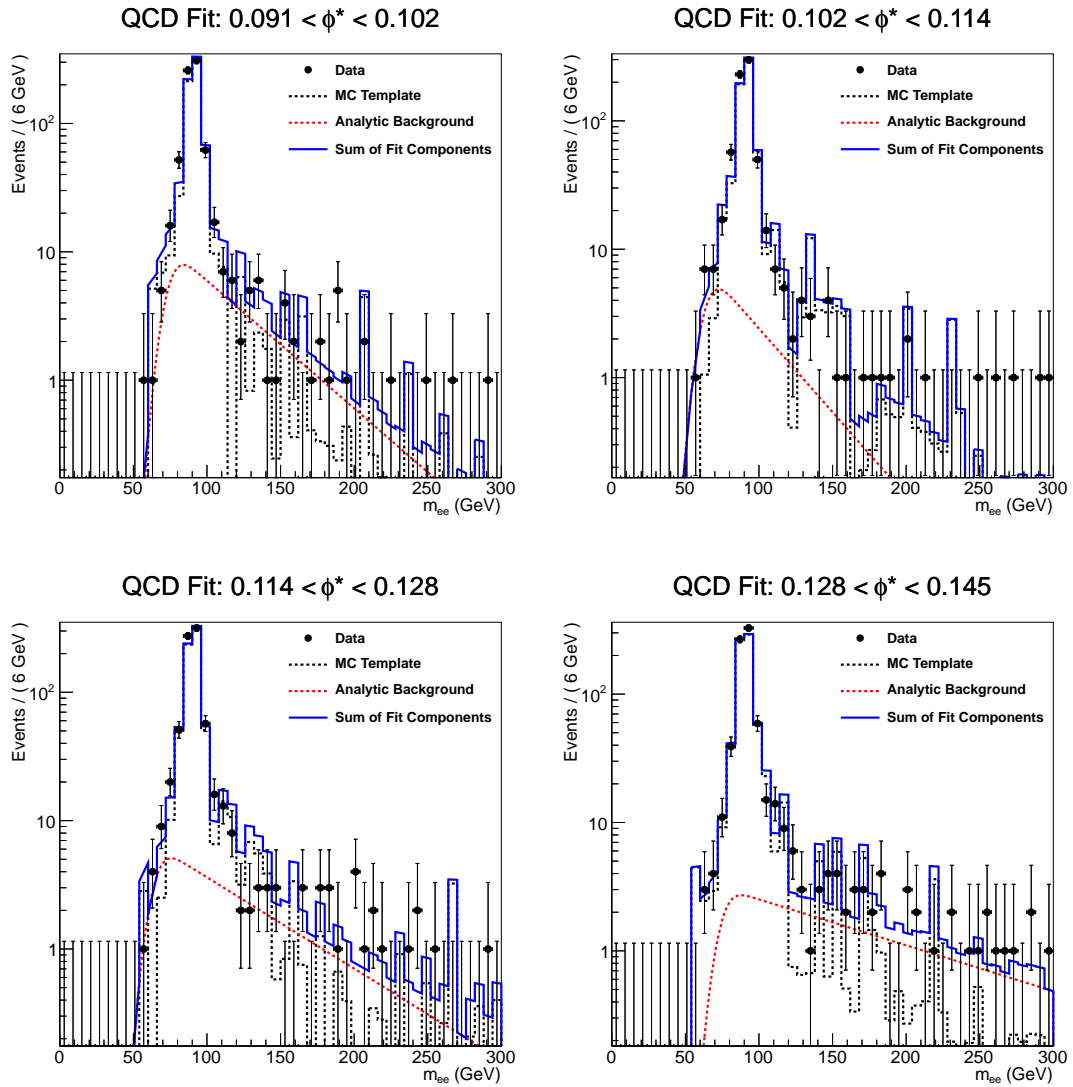 QCD Fit: 0.091 < ϕ* < 0.102
Events / ( 6 GeV )
10²
10
1
Data
MC Template
Analytic Background
Sum of Fit Components
0 50 100 150 200 250 300
m_ee (GeV)
QCD Fit: 0.102 < ϕ* < 0.114
Events / ( 6 GeV )
10²
10
1
Data
MC Template
Analytic Background
Sum of Fit Components
0 50 100 150 200 250 300
m_ee (GeV)
QCD Fit: 0.114 < ϕ* < 0.128
Events / ( 6 GeV )
10²
10
1
Data
MC Template
Analytic Background
Sum of Fit Components
0 50 100 150 200 250 300
m_ee (GeV)
QCD Fit: 0.128 < ϕ* < 0.145
Events / ( 6 GeV )
10²
10
1
Data
MC Template
Analytic Background
Sum of Fit Components
0 50 100 150 200 250 300
m_ee (GeV)